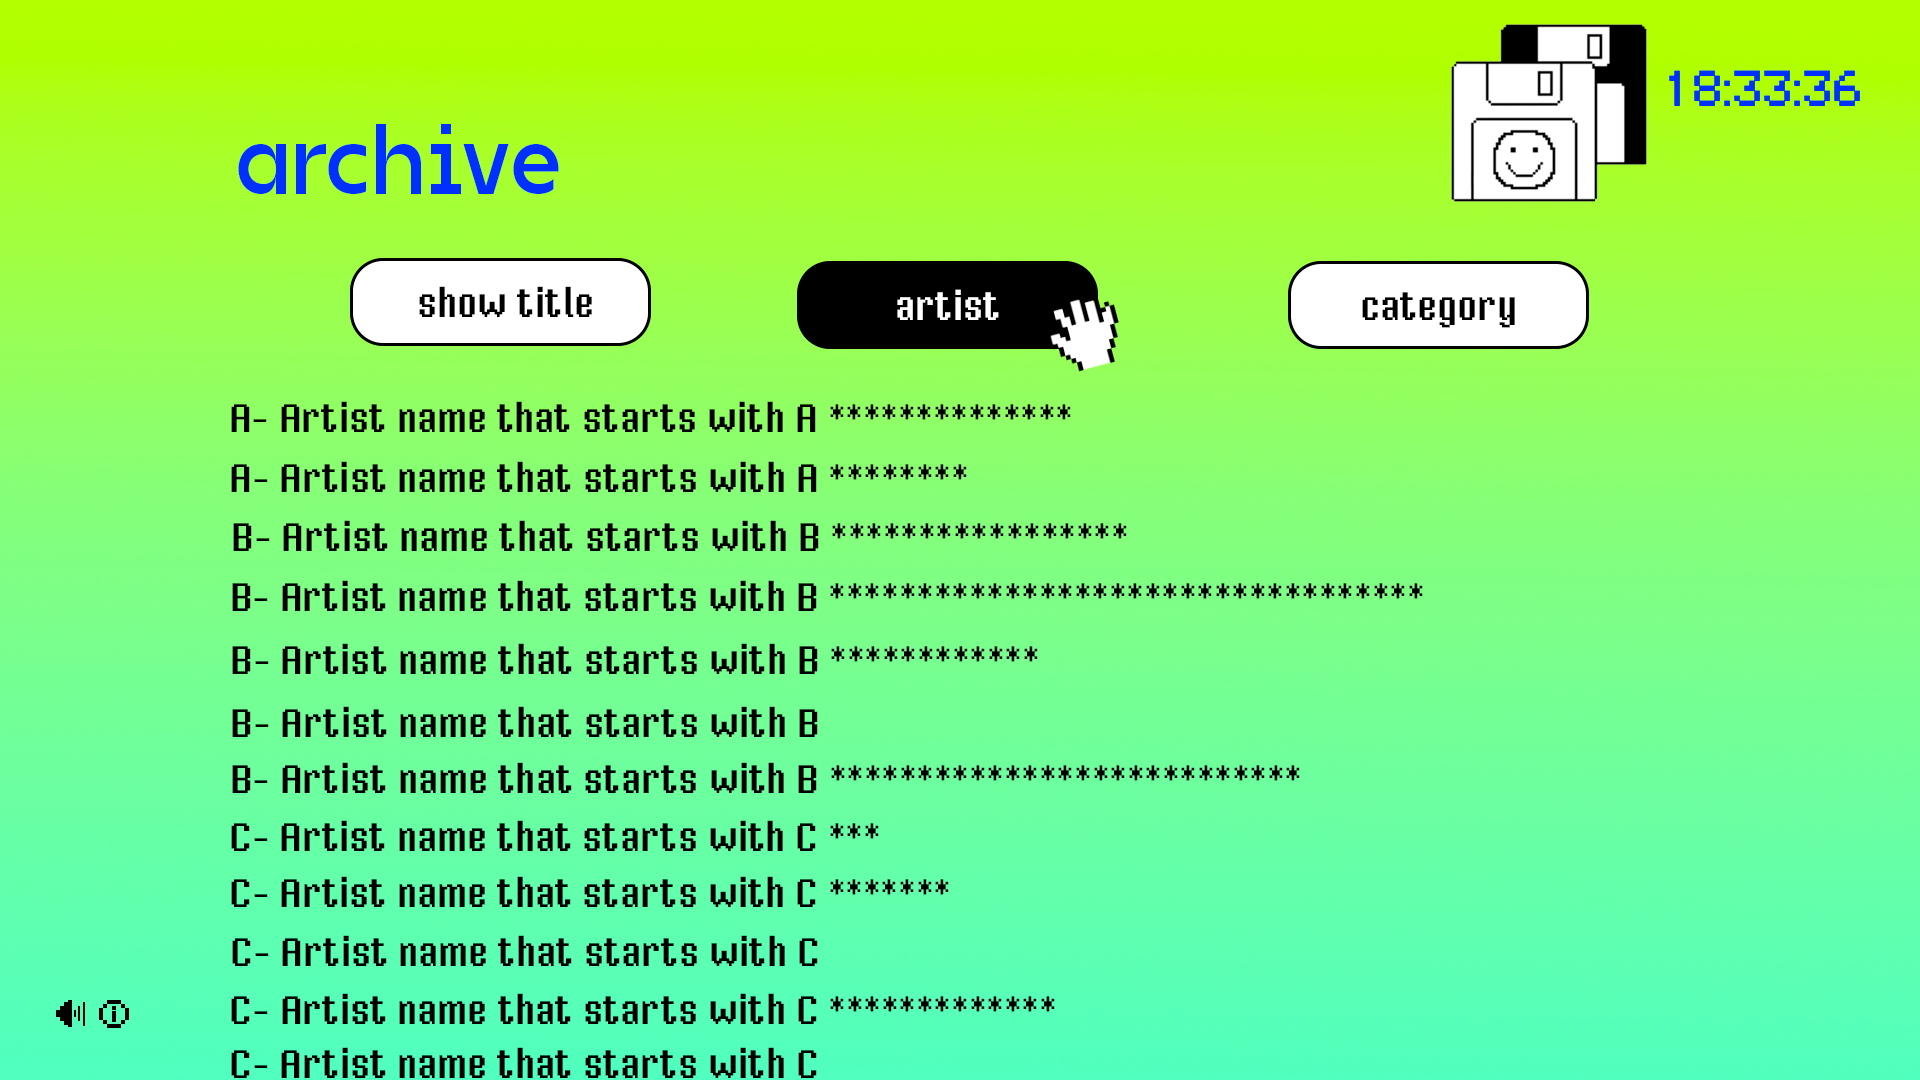 18:33:36
archive
show title
artist
category
A- Artist name that starts with A **************
A- Artist name that starts with A ********
B- Artist name that starts with B *****************
B- Artist name that starts with B **********************************
B- Artist name that starts with B ************
B- Artist name that starts with B
B- Artist name that starts with B ***************************
C- Artist name that starts with C ***
C- Artist name that starts with C *******
C- Artist name that starts with C
C- Artist name that starts with C *************
C- Artist name that starts with C